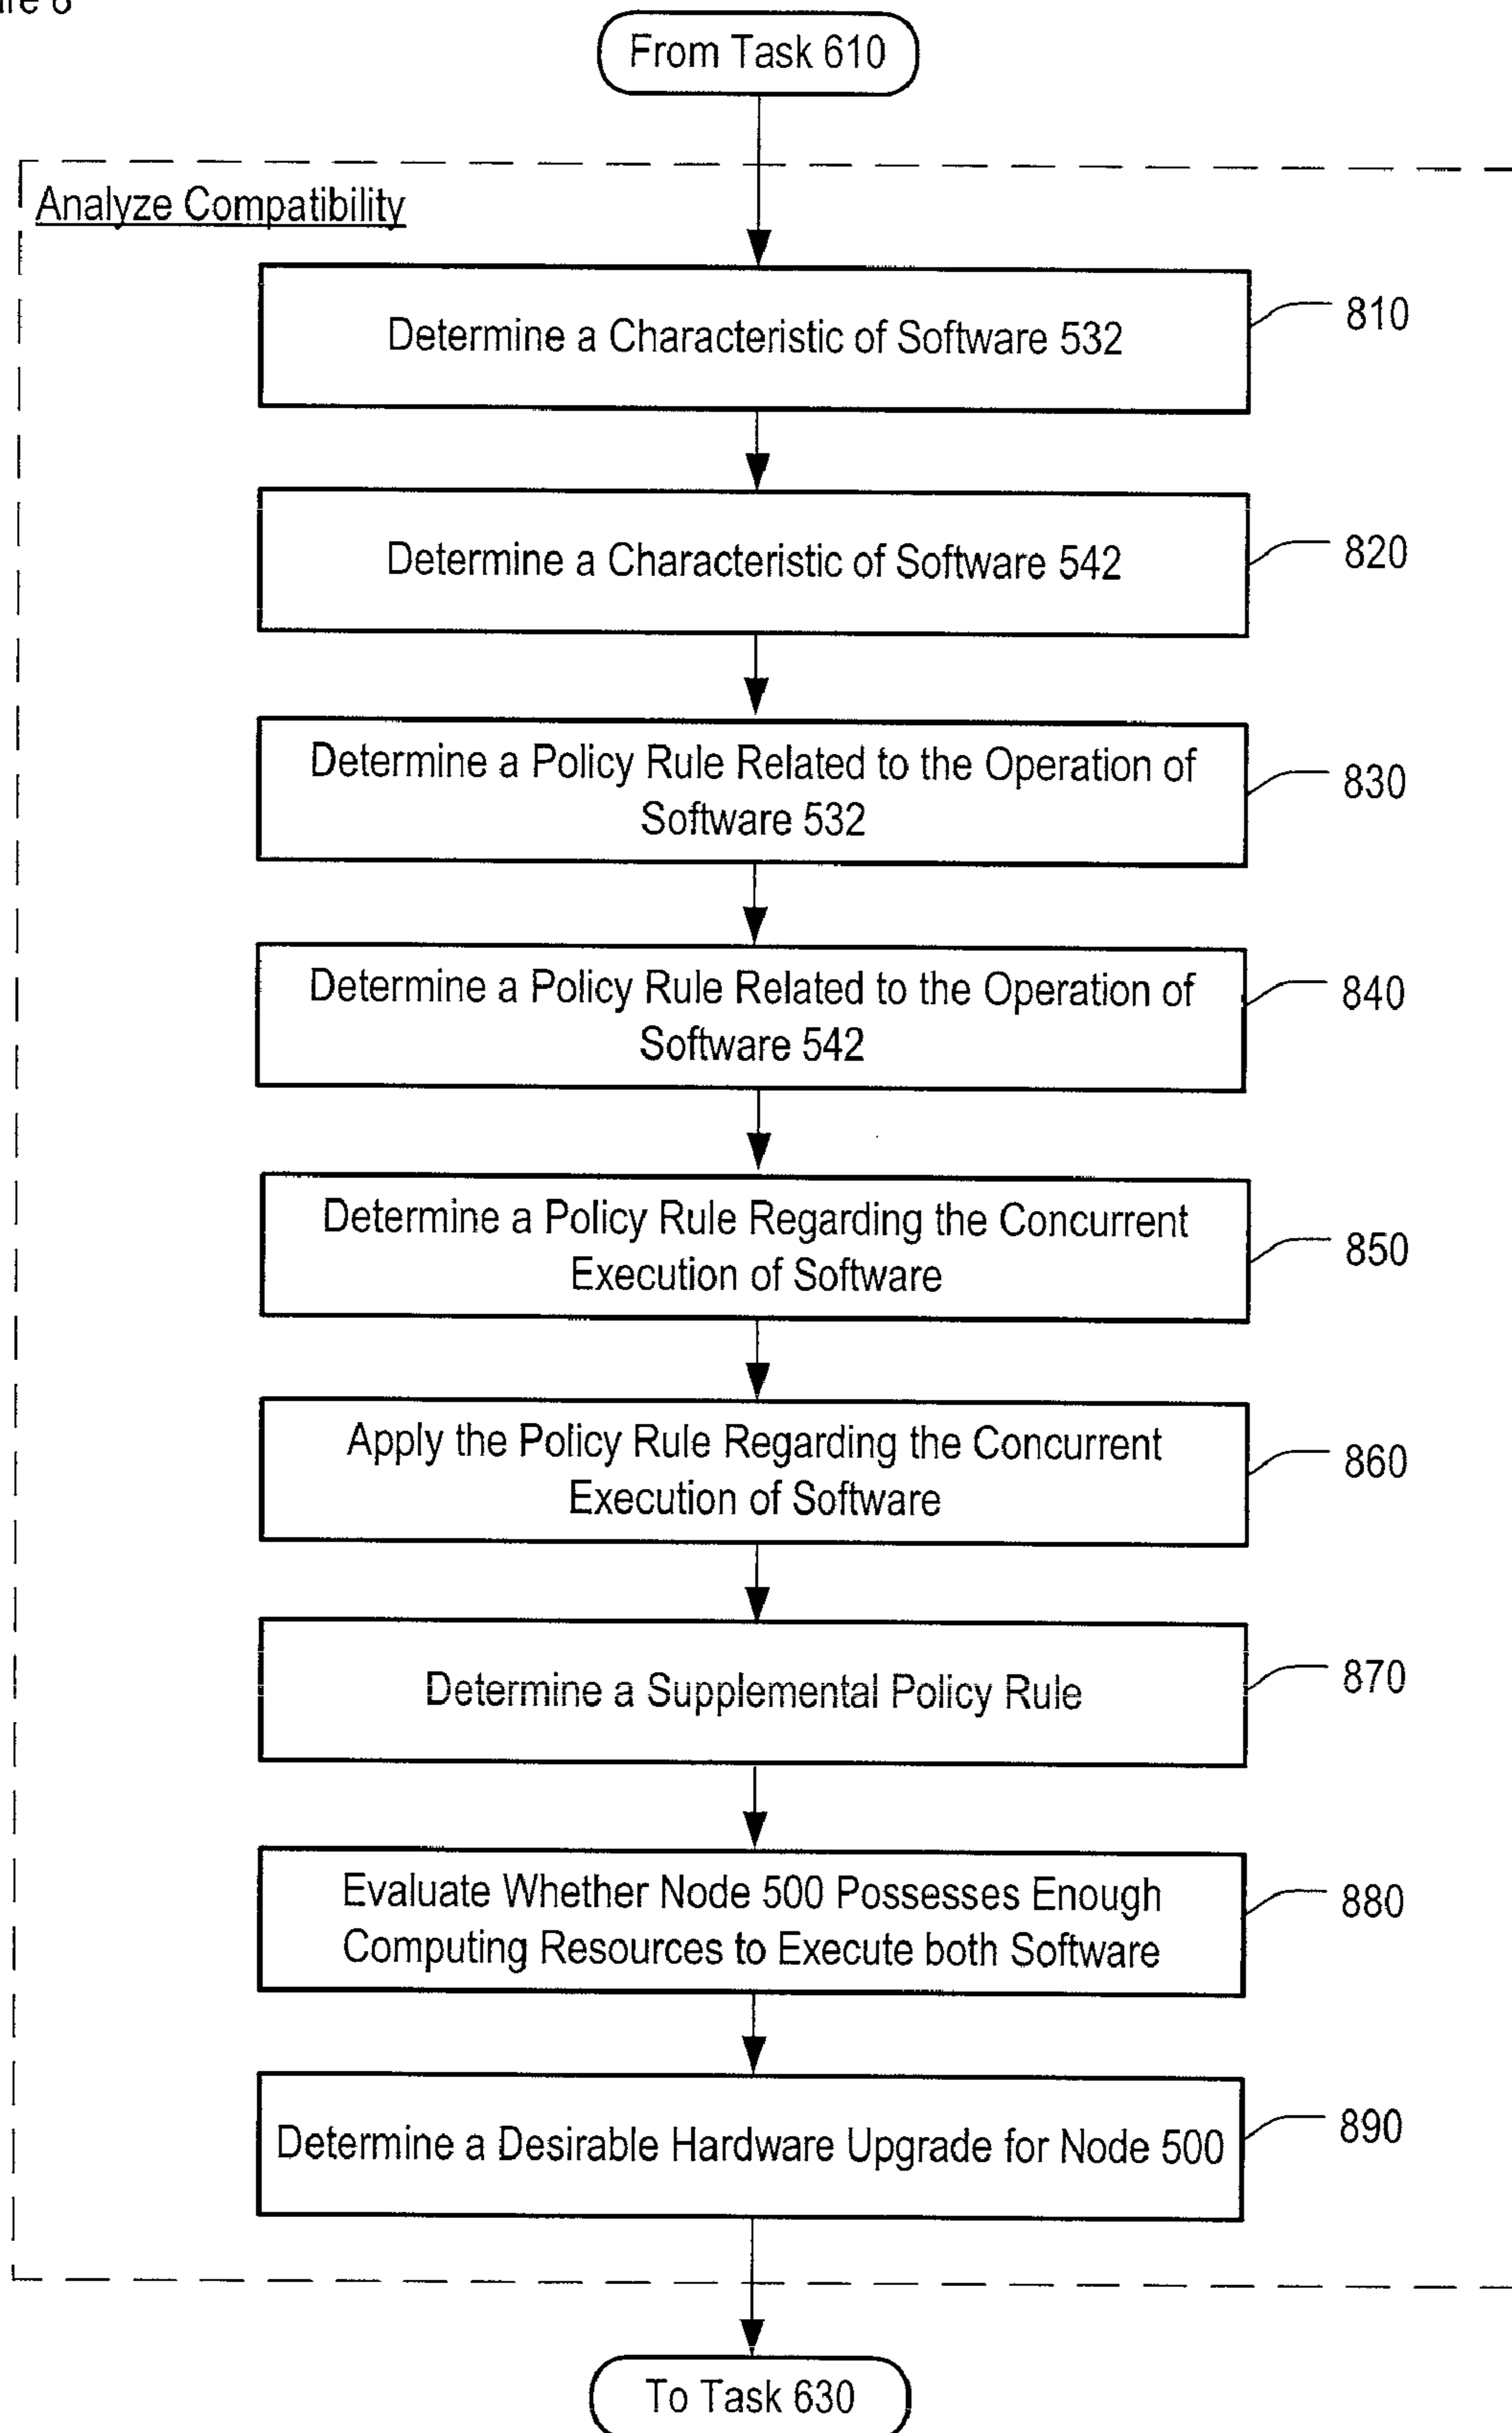 From Task 610
Analyze Compatibility
Determine a Characteristic of Software 532
810
Determine a Characteristic of Software 542
820
Determine a Policy Rule Related to the Operation of
Software 532
830
Determine a Policy Rule Related to the Operation of
Software 542
840
Determine a Policy Rule Regarding the Concurrent
Execution of Software
850
Apply the Policy Rule Regarding the Concurrent
Execution of Software
860
Determine a Supplemental Policy Rule
870
Evaluate Whether Node 500 Possesses Enough
Computing Resources to Execute both Software
880
Determine a Desirable Hardware Upgrade for Node 500
890
To Task 630